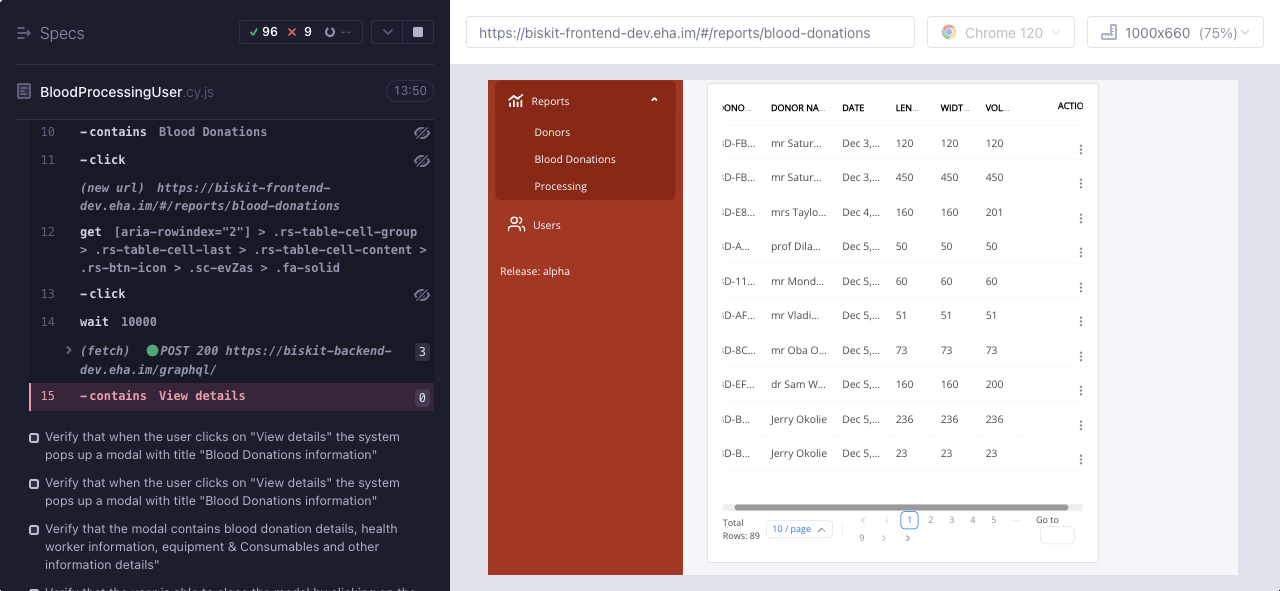 Specs
96 9 --
BloodProcessingUser.cy.js 13:50
10 -contains Blood Donations
11 -click
(new url) https://biskit-frontend-
dev.eha.im/#/reports/blood-donations
12 get [aria-rowindex="2"] > .rs-table-cell-group
> .rs-table-cell-last > .rs-table-cell-content >
.rs-btn-icon > .sc-evZas > .fa-solid
13 -click
14 wait 10000
(fetch) POST 200 https://biskit-backend-
dev.eha.im/graphql/ 3
15 -contains View details 0
Verify that when the user clicks on "View details" the system
pops up a modal with title "Blood Donations information"
Verify that when the user clicks on "View details" the system
pops up a modal with title "Blood Donations information"
Verify that the modal contains blood donation details, health
worker information, equipment & Consumables and other
information details"
https://biskit-frontend-dev.eha.im/#/reports/blood-donations
Chrome 120
1000x660 (75%)
Reports
Donors
Blood Donations
Processing
Users
Release: alpha
DONO... DONOR NA... DATE LEN... WIDT... VOL... ACTIO
D-FB... mr Satur... Dec 3,... 120 120 120
D-FB... mr Satur... Dec 3,... 450 450 450
D-E8... mrs Taylo... Dec 4,... 160 160 201
D-A... prof Dila... Dec 5,... 50 50 50
D-11... mr Mond... Dec 5,... 60 60 60
D-AF... mr Vladi... Dec 5,... 51 51 51
D-8C... mr Oba O... Dec 5,... 73 73 73
D-EF... dr Sam W... Dec 5,... 160 160 200
D-B... Jerry Okolie Dec 5,... 236 236 236
D-B... Jerry Okolie Dec 5,... 23 23 23
Total
Rows: 89
10 / page
1 2 3 4 5 ... Go to
9